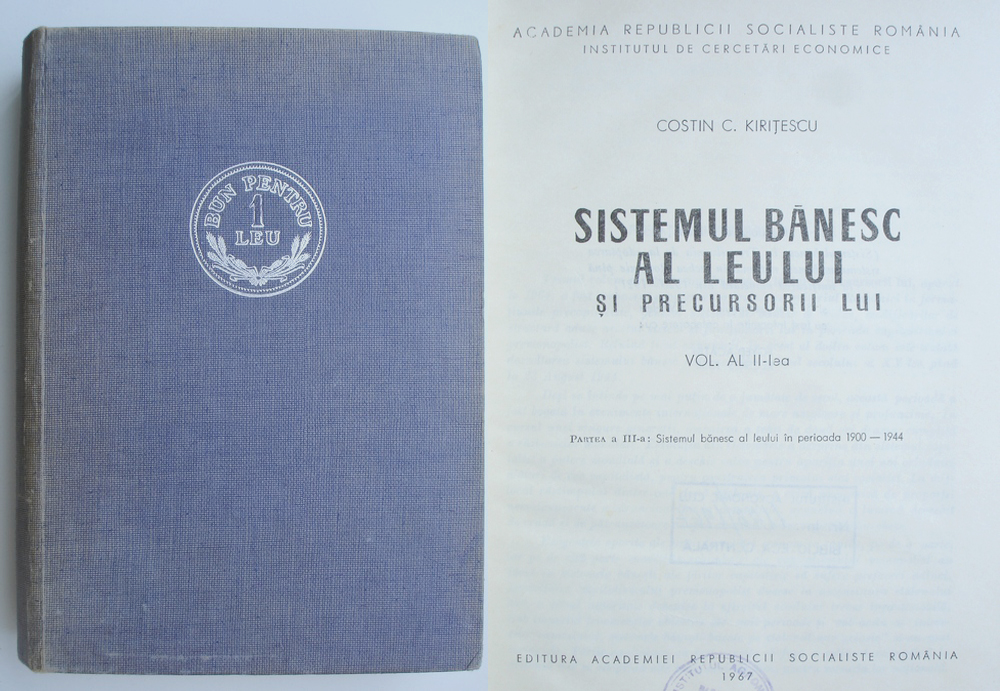 BUN PENTRU
1
LEU
ACADEMIA REPUBLICII SOCIALISTE ROMÂNIA
INSTITUTUL DE CERCETĂRI ECONOMICE
COSTIN C. KIRIȚESCU
SISTEMUL BĂNESC
AL LEULUI
ȘI PRECURSORII LUI
VOL. AL II-lea
PARTEA a III-a: Sistemul bănesc al leului în perioada 1900 — 1944
EDITURA ACADEMIEI REPUBLICII SOCIALISTE ROMÂNIA
1967